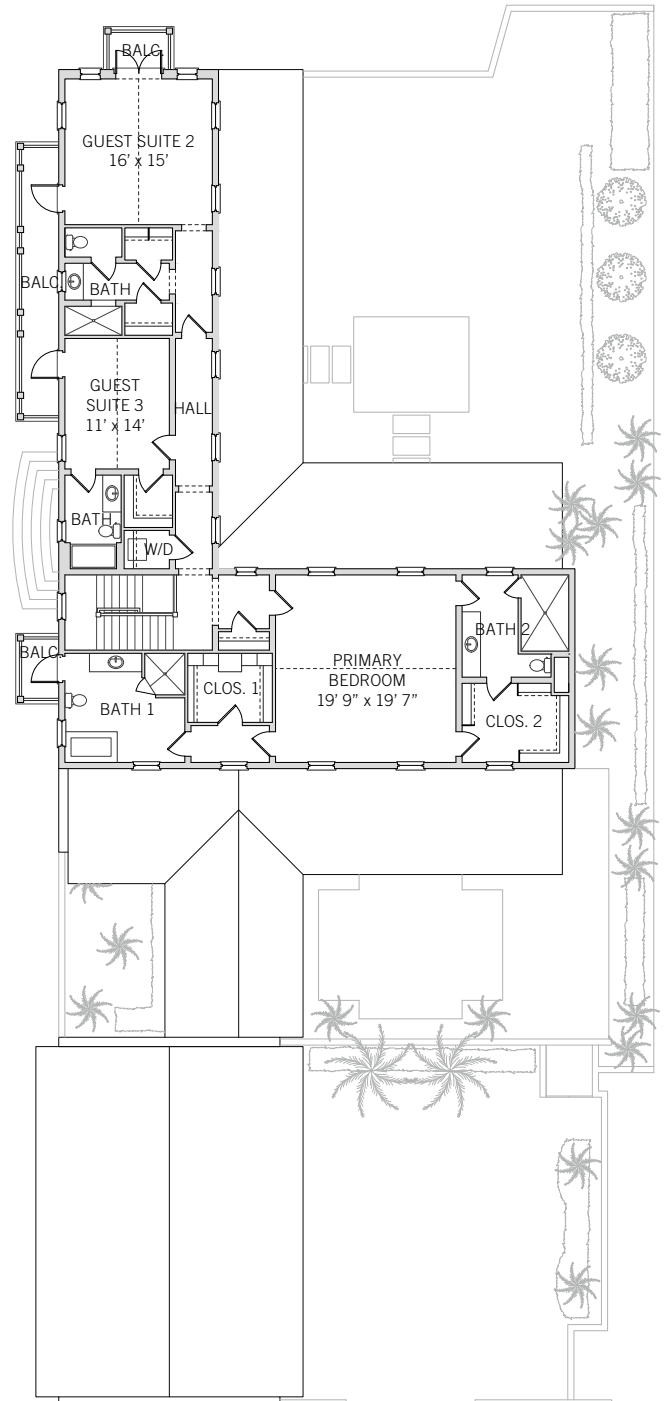 BALC.
GUEST SUITE 2
16’ x 15’
BALC.
BATH
GUEST
SUITE 3
11’ x 14’
HALL
BATH
W/D
BALC.
BATH 1
CLOS. 1
PRIMARY
BEDROOM
19’ 9” x 19’ 7”
BATH 2
CLOS. 2